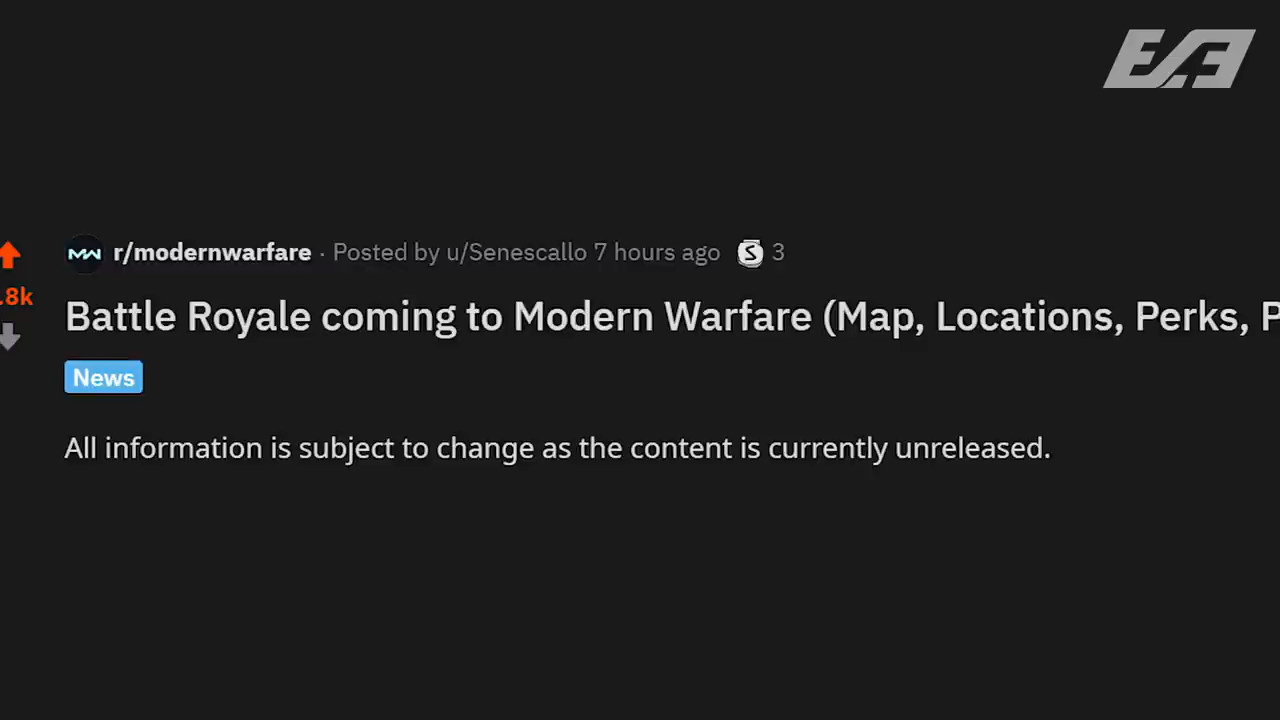 r/modernwarfare · Posted by u/Senescallo 7 hours ago S 3
.8k
Battle Royale coming to Modern Warfare (Map, Locations, Perks, P
News
All information is subject to change as the content is currently unreleased.